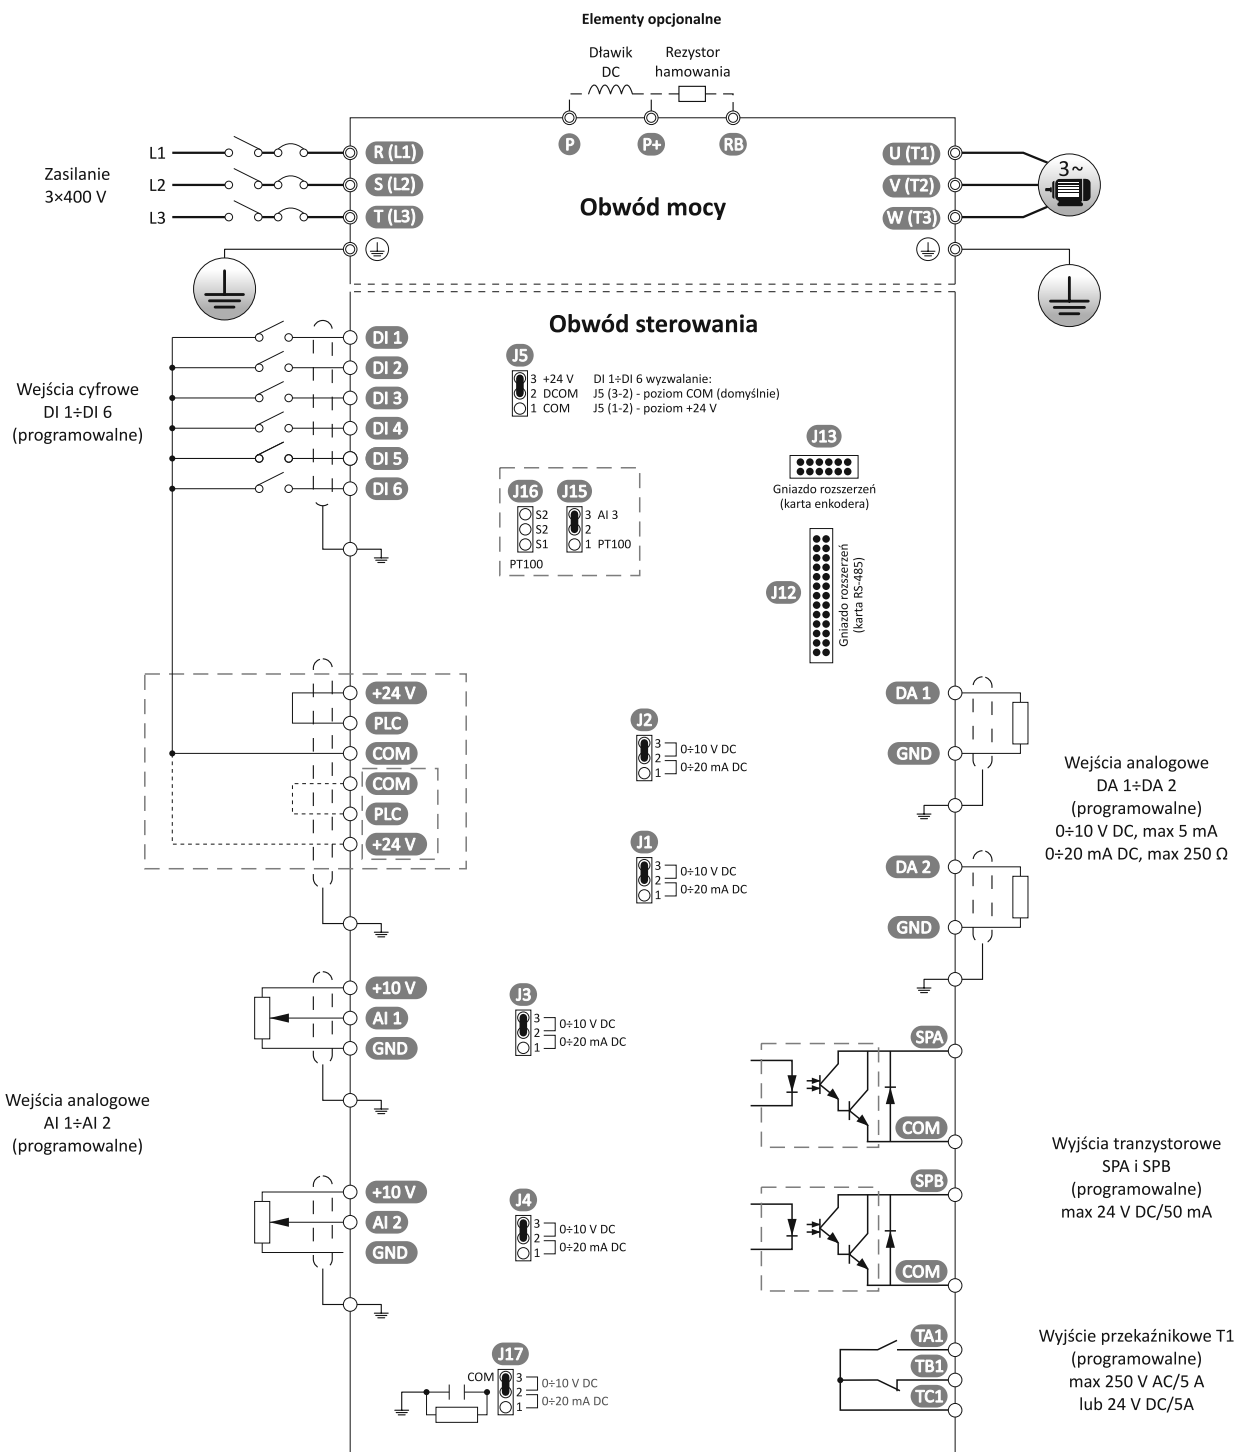 Elementy opcjonalne
Dławik
DC
Rezystor
hamowania
P
P+
RB
Zasilanie
3×400 V
L1
L2
L3
R (L1)
S (L2)
T (L3)
Obwód mocy
U (T1)
V (T2)
W (T3)
3~
Obwód sterowania
Wejścia cyfrowe
DI 1÷DI 6
(programowalne)
DI 1
DI 2
DI 3
DI 4
DI 5
DI 6
J5
3 +24 V
2 DCOM
1 COM
DI 1÷DI 6 wyzwalanie:
J5 (3-2) - poziom COM (domyślnie)
J5 (1-2) - poziom +24 V
J13
Gniazdo rozszerzeń
(karta enkodera)
J16
S2
S2
S1
PT100
J15
3 AI 3
2
1 PT100
J12
Gniazdo rozszerzeń
(karta RS-485)
+24 V
PLC
COM
COM
PLC
+24 V
J2
3
2
1
0÷10 V DC
0÷20 mA DC
J1
3
2
1
0÷10 V DC
0÷20 mA DC
DA 1
GND
DA 2
GND
Wejścia analogowe
DA 1÷DA 2
(programowalne)
0÷10 V DC, max 5 mA
0÷20 mA DC, max 250 Ω
Wejścia analogowe
AI 1÷AI 2
(programowalne)
+10 V
AI 1
GND
J3
3
2
1
0÷10 V DC
0÷20 mA DC
+10 V
AI 2
GND
J4
3
2
1
0÷10 V DC
0÷20 mA DC
SPA
COM
SPB
COM
Wyjścia tranzystorowe
SPA i SPB
(programowalne)
max 24 V DC/50 mA
J17
COM
3
2
1
0÷10 V DC
0÷20 mA DC
TA1
TB1
TC1
Wyjście przekaźnikowe T1
(programowalne)
max 250 V AC/5 A
lub 24 V DC/5A